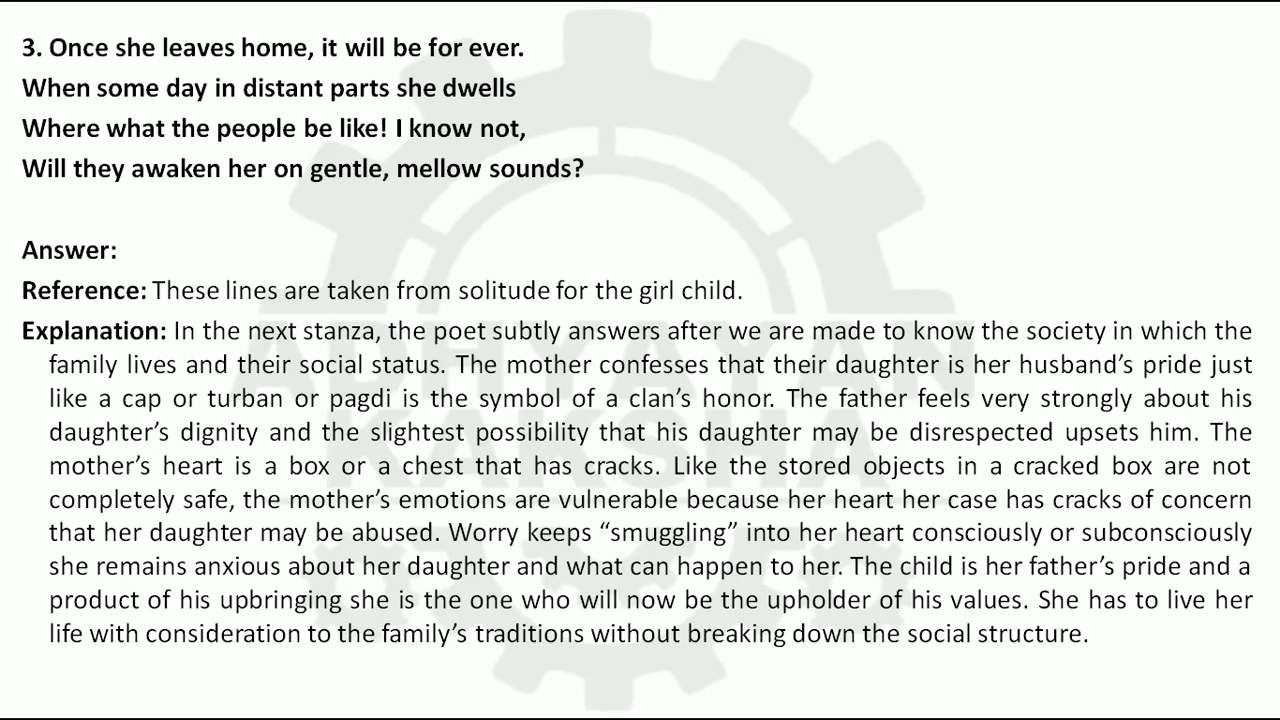 3. Once she leaves home, it will be for ever.
When some day in distant parts she dwells
Where what the people be like! I know not,
Will they awaken her on gentle, mellow sounds?
Answer:
Reference: These lines are taken from solitude for the girl child.
Explanation: In the next stanza, the poet subtly answers after we are made to know the society in which the
family lives and their social status. The mother confesses that their daughter is her husband’s pride just
like a cap or turban or pagdi is the symbol of a clan’s honor. The father feels very strongly about his
daughter’s dignity and the slightest possibility that his daughter may be disrespected upsets him. The
mother’s heart is a box or a chest that has cracks. Like the stored objects in a cracked box are not
completely safe, the mother’s emotions are vulnerable because her heart her case has cracks of concern
that her daughter may be abused. Worry keeps “smuggling” into her heart consciously or subconsciously
she remains anxious about her daughter and what can happen to her. The child is her father’s pride and a
product of his upbringing she is the one who will now be the upholder of his values. She has to live her
life with consideration to the family’s traditions without breaking down the social structure.
ADHYAYAN
KAKSHA